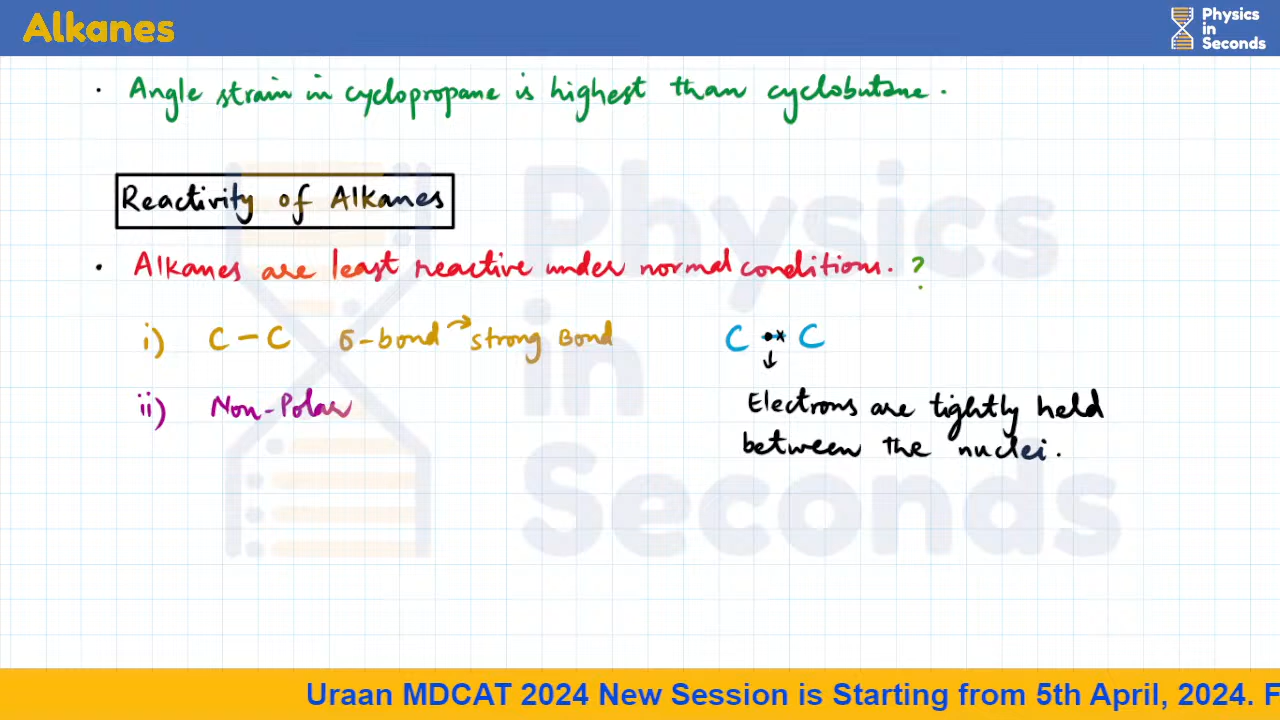 Alkanes
Physics
in
Seconds
· Angle strain in cyclopropane is highest than cyclobutane.
Reactivity of Alkanes
· Alkanes are least reactive under normal conditions. ?
i) C – C σ-bond → strong Bond
C •× C
↓
ii) Non-Polar
Electrons are tightly held
between the nuclei.
Physics
in
Seconds
Uraan MDCAT 2024 New Session is Starting from 5th April, 2024. F